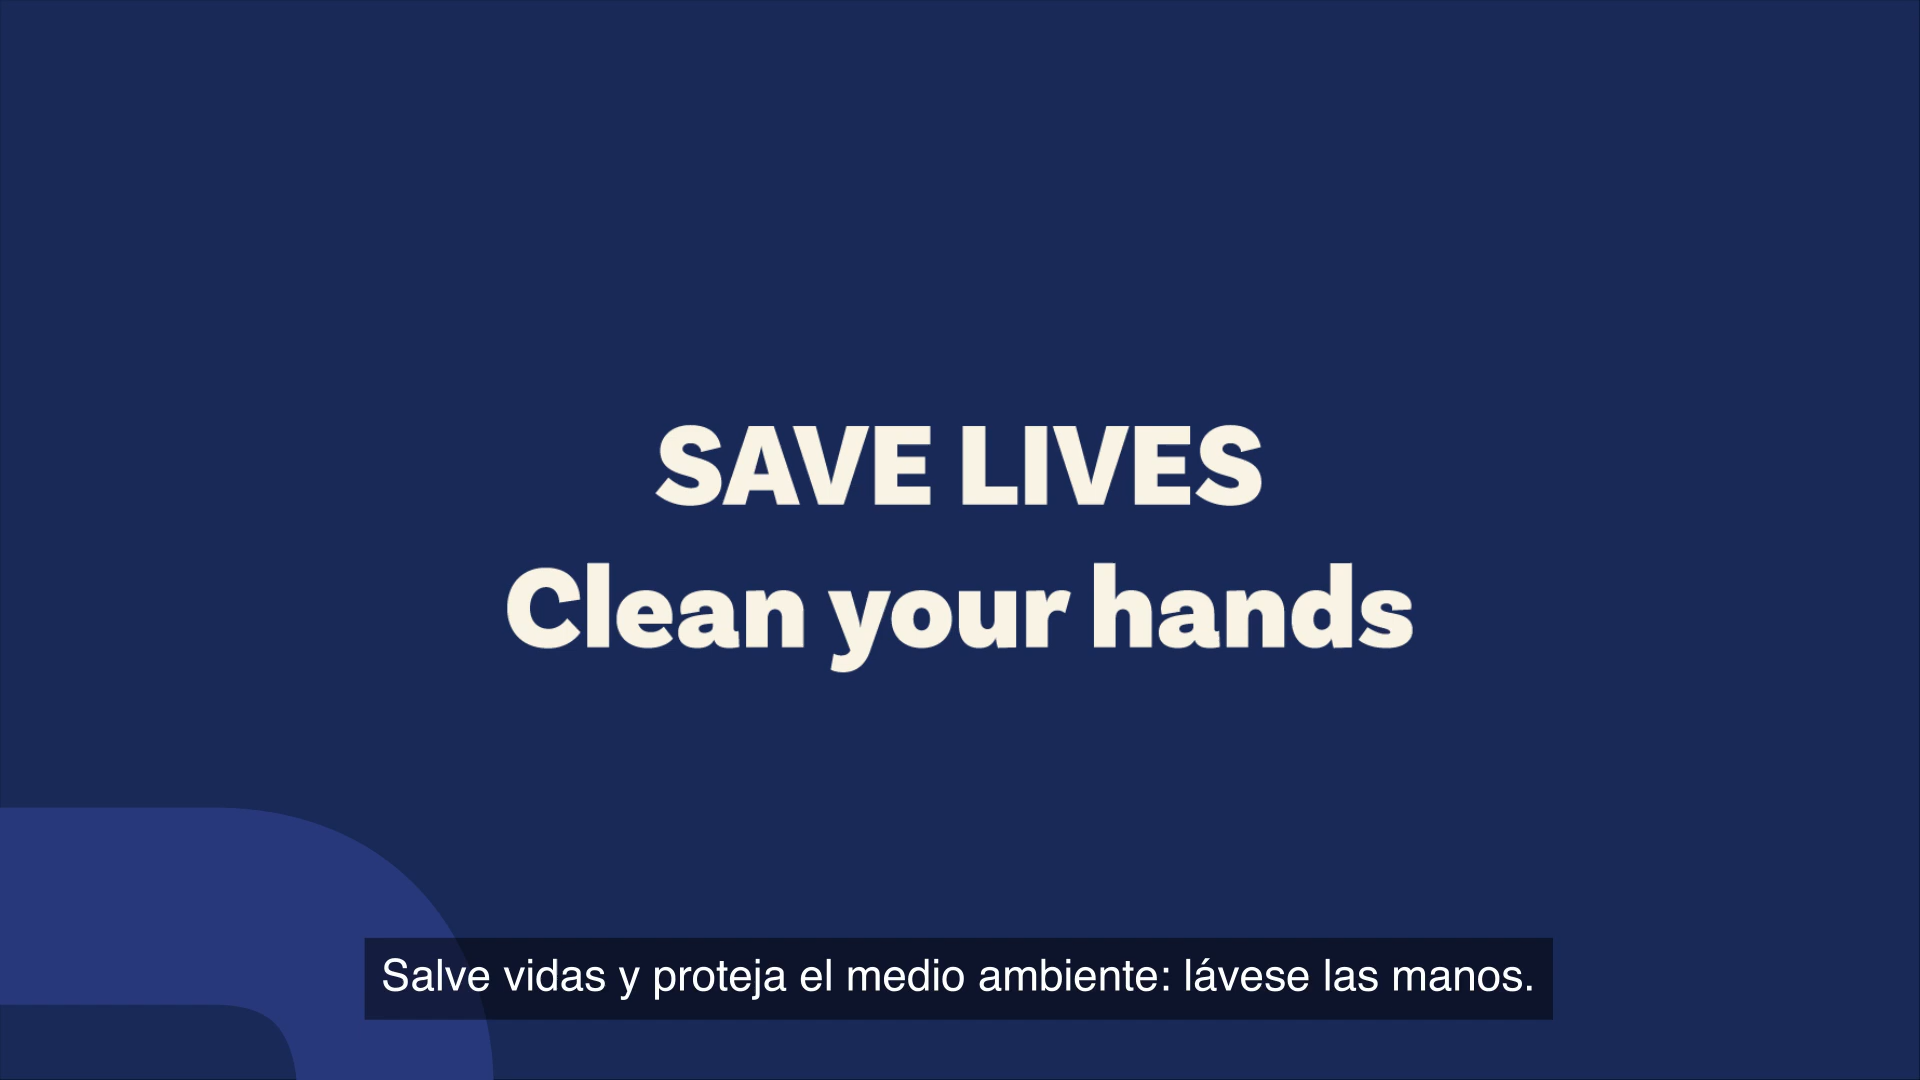 SAVE LIVES
Clean your hands
Salve vidas y proteja el medio ambiente: lávese las manos.